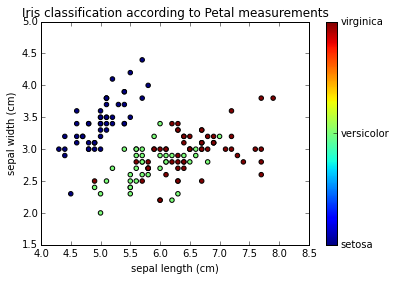 Iris classification according to Petal measurements
5.0
4.5
4.0
3.5
3.0
2.5
2.0
1.5
sepal width (cm)
4.0 4.5 5.0 5.5 6.0 6.5 7.0 7.5 8.0 8.5
sepal length (cm)
virginica
versicolor
setosa